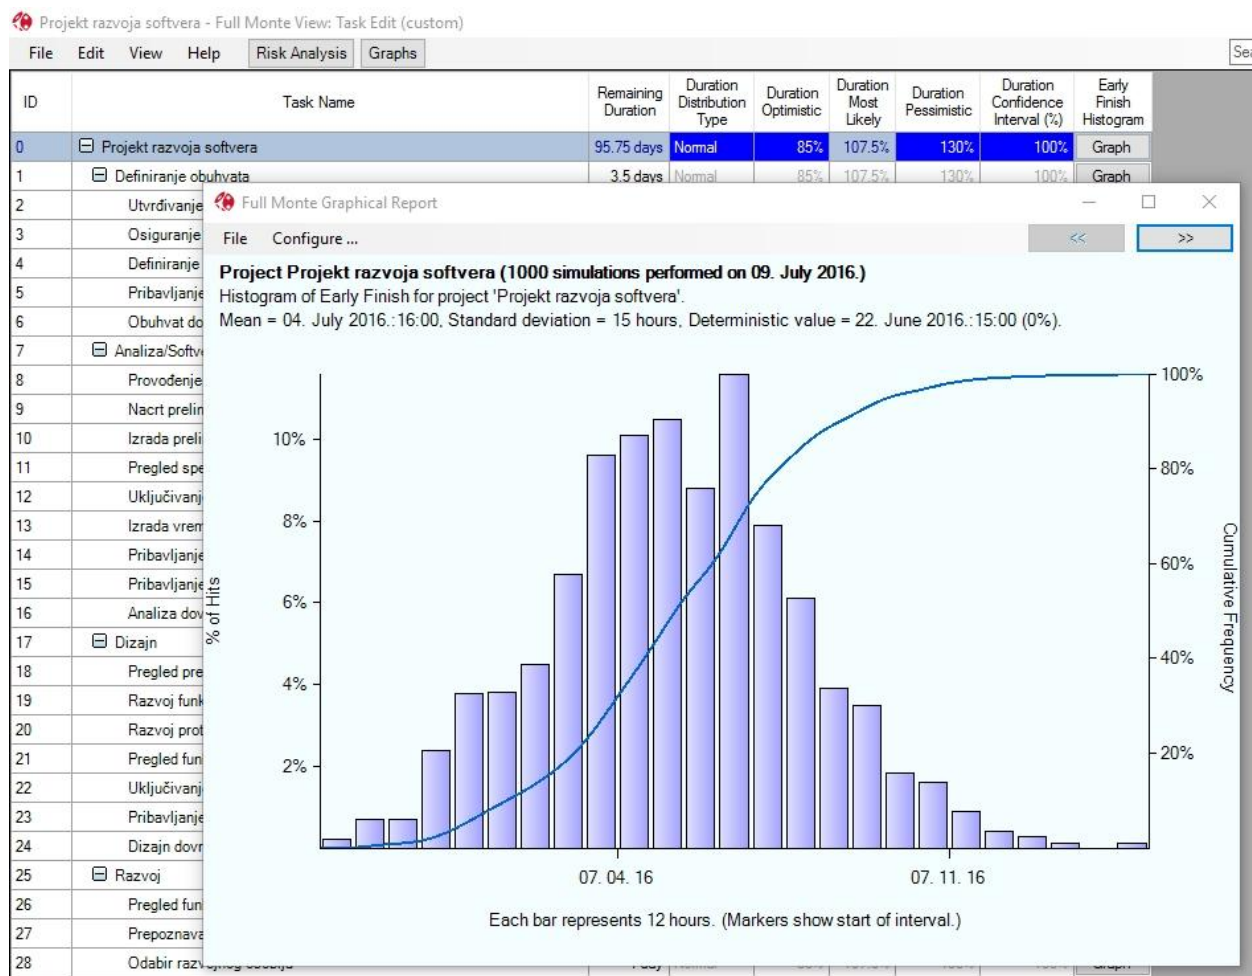 Projekt razvoja softvera - Full Monte View: Task Edit (custom)
File Edit View Help Risk Analysis Graphs
ID Task Name Remaining Duration Duration Distribution Type Duration Optimistic Duration Most Likely Duration Pessimistic Duration Confidence Interval (%) Early Finish Histogram
0 Projekt razvoja softvera 95.75 days Normal 85% 107.5% 130% 100% Graph
1 Definiranje obuhvata 3.5 days Normal 85% 107.5% 130% 100% Graph
2 Utvrđivanje
3 Osiguranje
4 Definiranje
5 Pribavljanje
6 Obuhvat do
7 Analiza/Softv
8 Provođenje
9 Nacrt prelim
10 Izrada preli
11 Pregled spe
12 Uključivanj
13 Izrada vrem
14 Pribavljanje
15 Pribavljanje
16 Analiza dov
17 Dizajn
18 Pregled pre
19 Razvoj funk
20 Razvoj prot
21 Pregled fun
22 Uključivanj
23 Pribavljanje
24 Dizajn dovr
25 Razvoj
26 Pregled fun
27 Prepoznava
28 Odabir
Full Monte Graphical Report
File Configure ... << >>
Project Projekt razvoja softvera (1000 simulations performed on 09. July 2016.)
Histogram of Early Finish for project 'Projekt razvoja softvera'.
Mean = 04. July 2016.:16:00, Standard deviation = 15 hours, Deterministic value = 22. June 2016.:15:00 (0%).
% of Hits
10%
8%
6%
4%
2%
100%
80%
60%
40%
20%
Cumulative Frequency
07. 04. 16 07. 11. 16
Each bar represents 12 hours. (Markers show start of interval.)